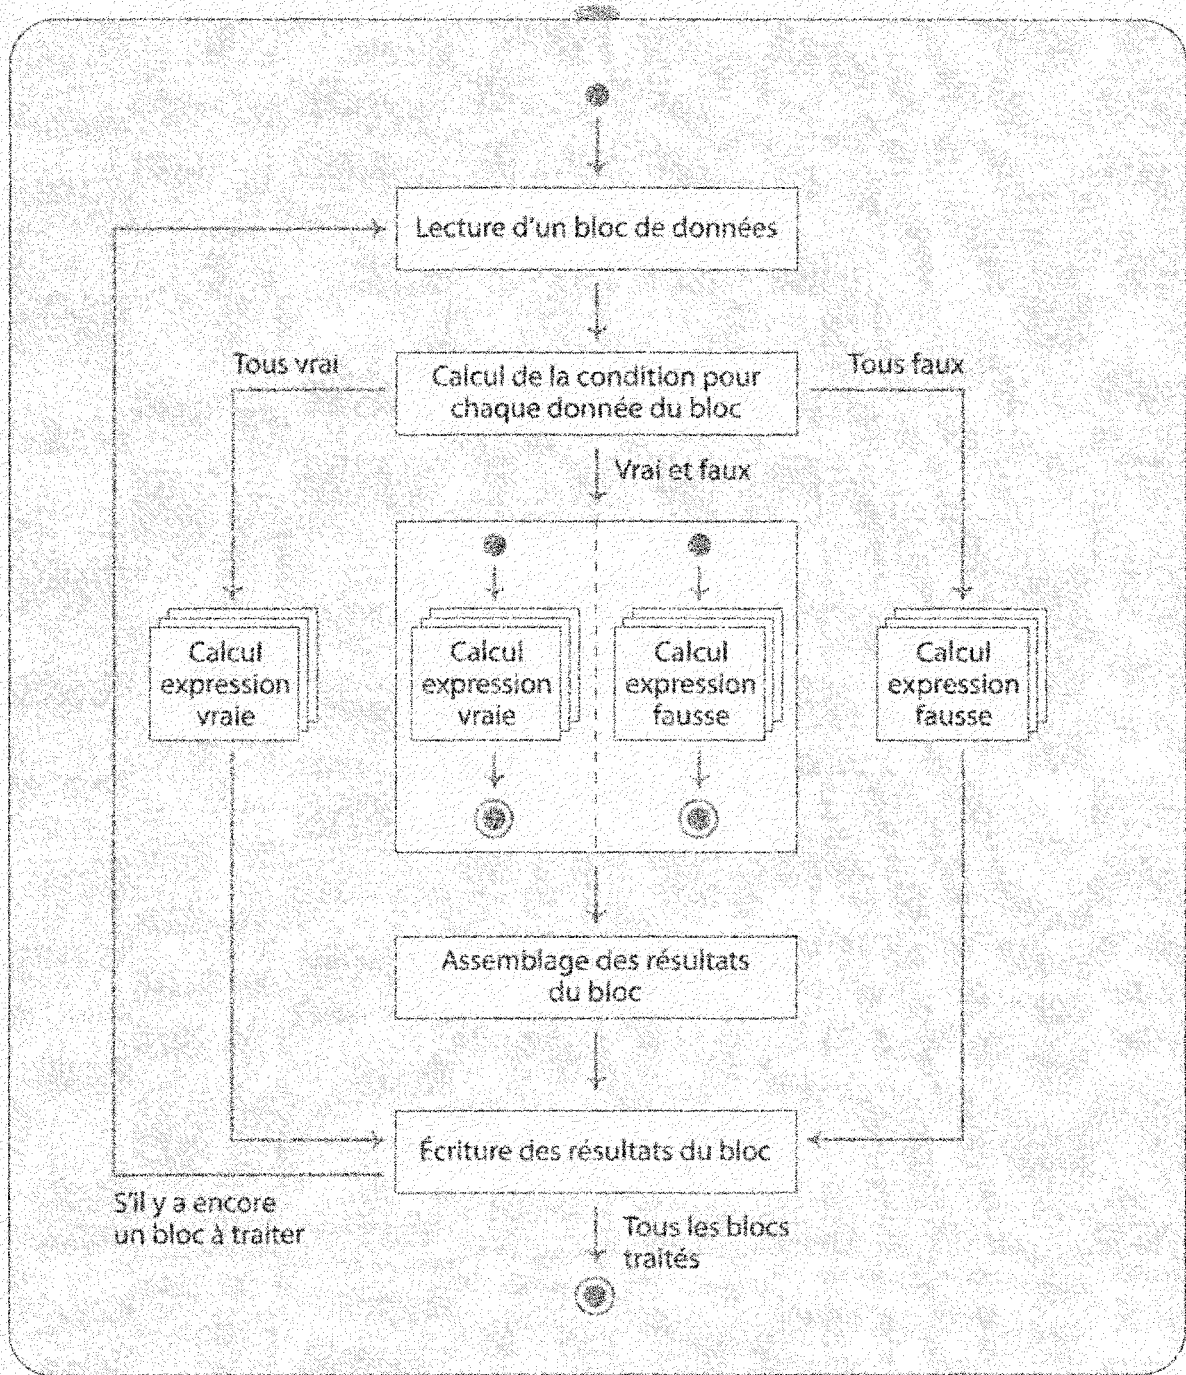 Lecture d'un bloc de données
Tous vrai
Calcul de la condition pour
chaque donnée du bloc
Tous faux
Vrai et faux
Calcul
expression
vraie
Calcul
expression
vraie
Calcul
expression
fausse
Calcul
expression
fausse
Assemblage des résultats
du bloc
Écriture des résultats du bloc
S'il y a encore
un bloc à traiter
Tous les blocs
traités